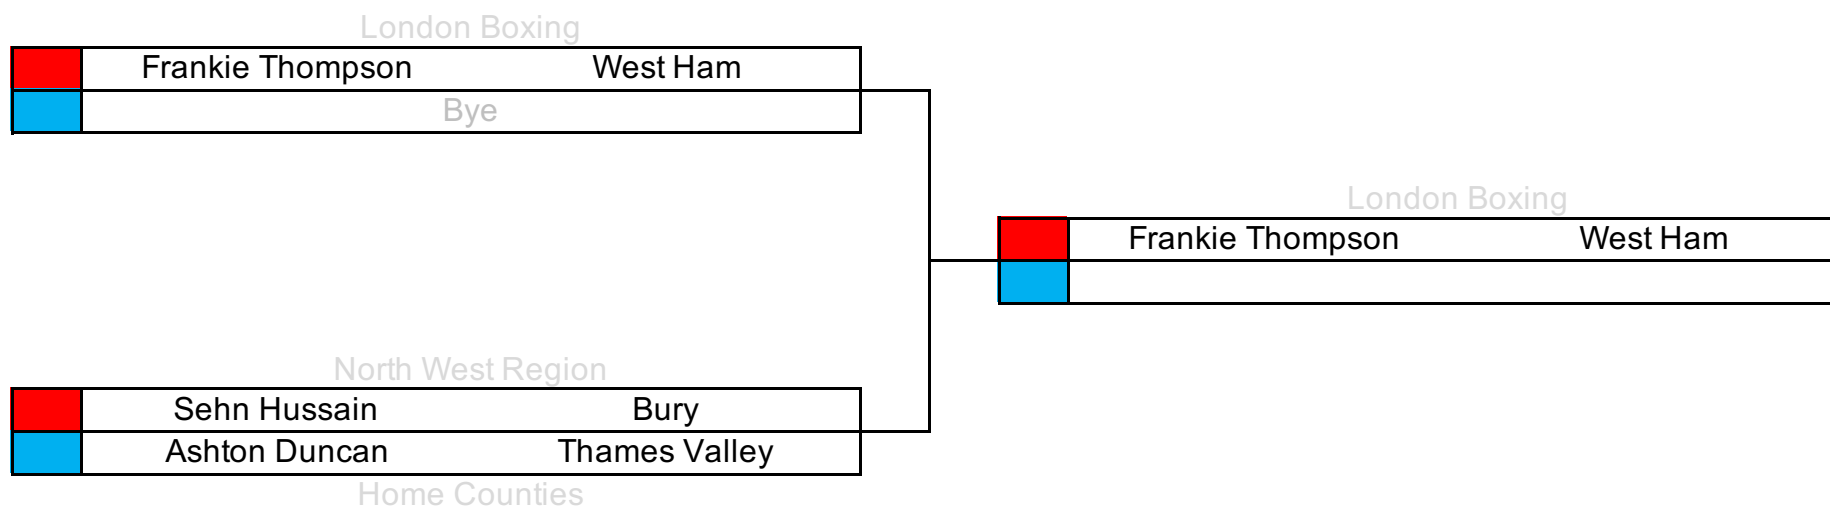 London Boxing
Frankie Thompson West Ham
Bye
London Boxing
Frankie Thompson West Ham
North West Region
Sehn Hussain Bury
Ashton Duncan Thames Valley
Home Counties